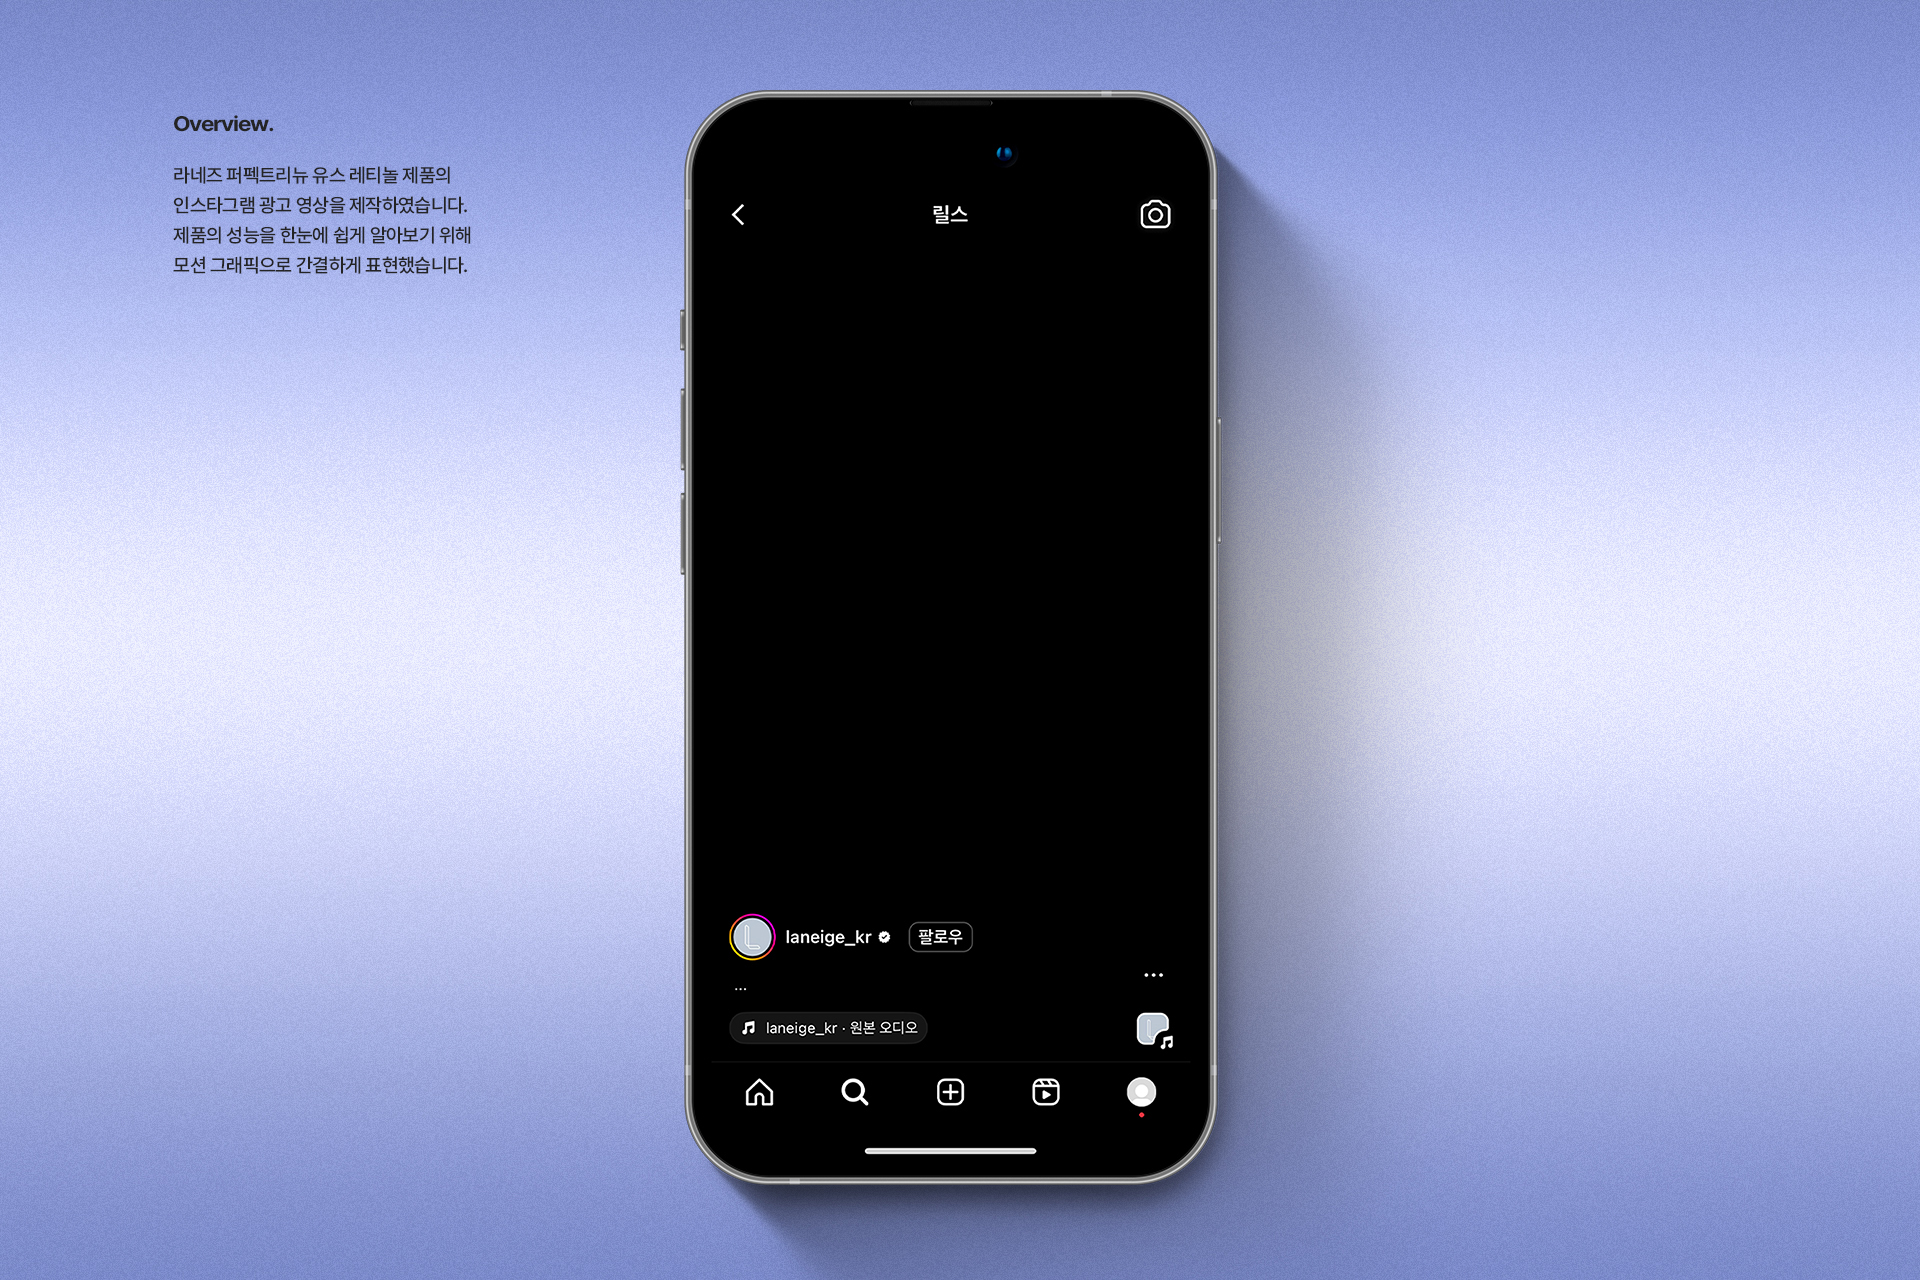 Overview.
라네즈 퍼펙트리뉴 유스 레티놀 제품의
인스타그램 광고 영상을 제작하였습니다.
제품의 성능을 한눈에 쉽게 알아보기 위해
모션 그래픽으로 간결하게 표현했습니다.
릴스
laneige_kr 팔로우
...
laneige_kr · 원본 오디오